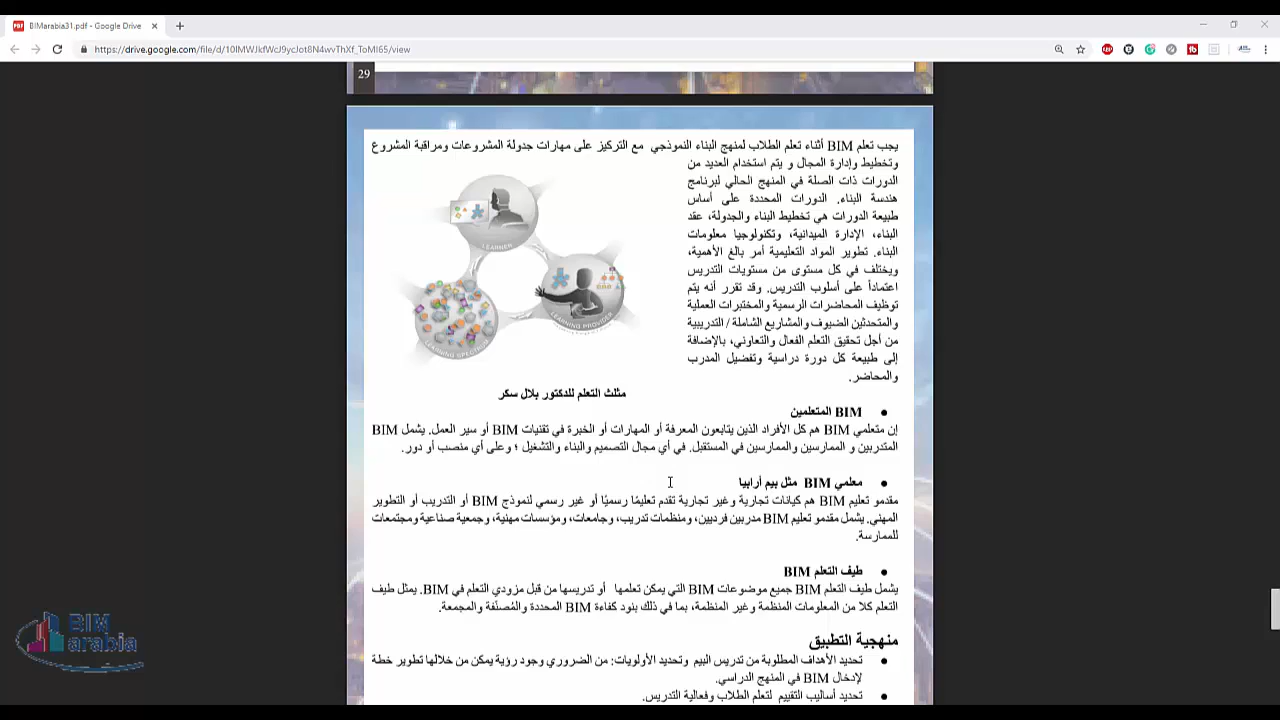 BIMarabia31.pdf - Google Drive
https://drive.google.com/file/d/10IMWJkfWcJ9ycJot8N4wvThXf_ToMI65/view
29
يجب تعلم BIM أثناء تعلم الطلاب لمنهج البناء النموذجي مع التركيز على مهارات جدولة المشروعات ومراقبة المشروع
وتخطيط وإدارة المجال و يتم استخدام العديد من
الدورات ذات الصلة في المنهج الحالي لبرنامج
هندسة البناء. الدورات المحددة على أساس
طبيعة الدورات هي تخطيط البناء والجدولة، عقد
البناء، الإدارة الميدانية، وتكنولوجيا معلومات
البناء. تطوير المواد التعليمية أمر بالغ الأهمية،
ويختلف في كل مستوى من مستويات التدريس
اعتماداً على أسلوب التدريس. وقد تقرر أنه يتم
توظيف المحاضرات الرسمية والمختبرات العملية
والمتحدثين الضيوف والمشاريع الشاملة / التدريبية
من أجل تحقيق التعلم الفعال والتعاوني، بالإضافة
إلى طبيعة كل دورة دراسية وتفضيل المدرب
والمحاضر.
LEARNER
LEARNING PROVIDER
LEARNING SPECTRUM
مثلث التعلم للدكتور بلال سكر
● BIM المتعلمين
إن متعلمي BIM هم كل الأفراد الذين يتابعون المعرفة أو المهارات أو الخبرة في تقنيات BIM أو سير العمل. يشمل BIM
المتدربين و الممارسين والممارسين في المستقبل. في أي مجال التصميم والبناء والتشغيل ؛ وعلى أي منصب أو دور.
● معلمي BIM مثل بيم أرابيا
مقدمو تعليم BIM هم كيانات تجارية وغير تجارية تقدم تعليمًا رسميًا أو غير رسمي لنموذج BIM أو التدريب أو التطوير
المهني. يشمل مقدمو تعليم BIM مدربين فرديين، ومنظمات تدريب، وجامعات، ومؤسسات مهنية، وجمعية صناعية ومجتمعات
للممارسة.
● طيف التعلم BIM
يشمل طيف التعلم BIM جميع موضوعات BIM التي يمكن تعلمها أو تدريسها من قبل مزودي التعلم في BIM. يمثل طيف
التعلم كلا من المعلومات المنظمة وغير المنظمة، بما في ذلك بنود كفاءة BIM المحددة والمُصنّفة والمجمعة.
منهجية التطبيق
● تحديد الأهداف المطلوبة من تدريس البيم وتحديد الأولويات: من الضروري وجود رؤية يمكن من خلالها تطوير خطة
لإدخال BIM في المنهج الدراسي.
● تحديد أساليب التقييم لتعلم الطلاب وفعالية التدريس.
BIM
arabia